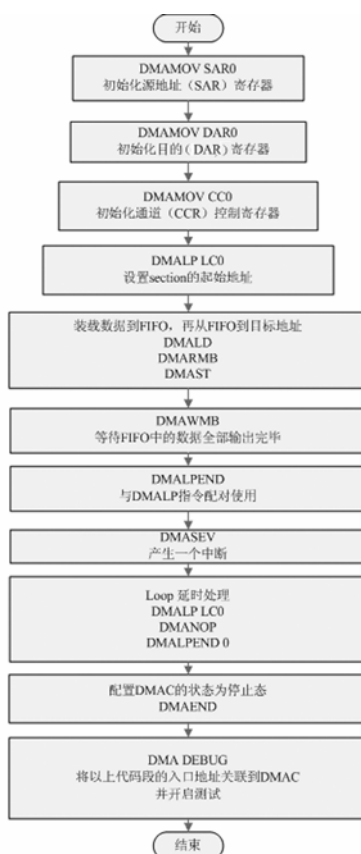 开始
DMAMOV SAR0
初始化源地址（SAR）寄存器
DMAMOV DAR0
初始化目的（DAR）寄存器
DMAMOV CC0
初始化通道（CCR）控制寄存器
DMALP LC0
设置section的起始地址
装线数据到FIFO，再从FIFO到目标地址
DMALD
DMARMB
DMAST
DMAWMB
等待FIFO中的数据全部输出完毕
DMALPEND
与DMALP指令配对使用
DMASEV
产生一个中断
Loop 延时处理
DMALP LC0
DMANOP
DMALPEND 0
配置DMAC的状态为停止态
DMAEND
DMA DEBUG
将以上代码段的入口地址关联到DMAC
并开启测试
结束